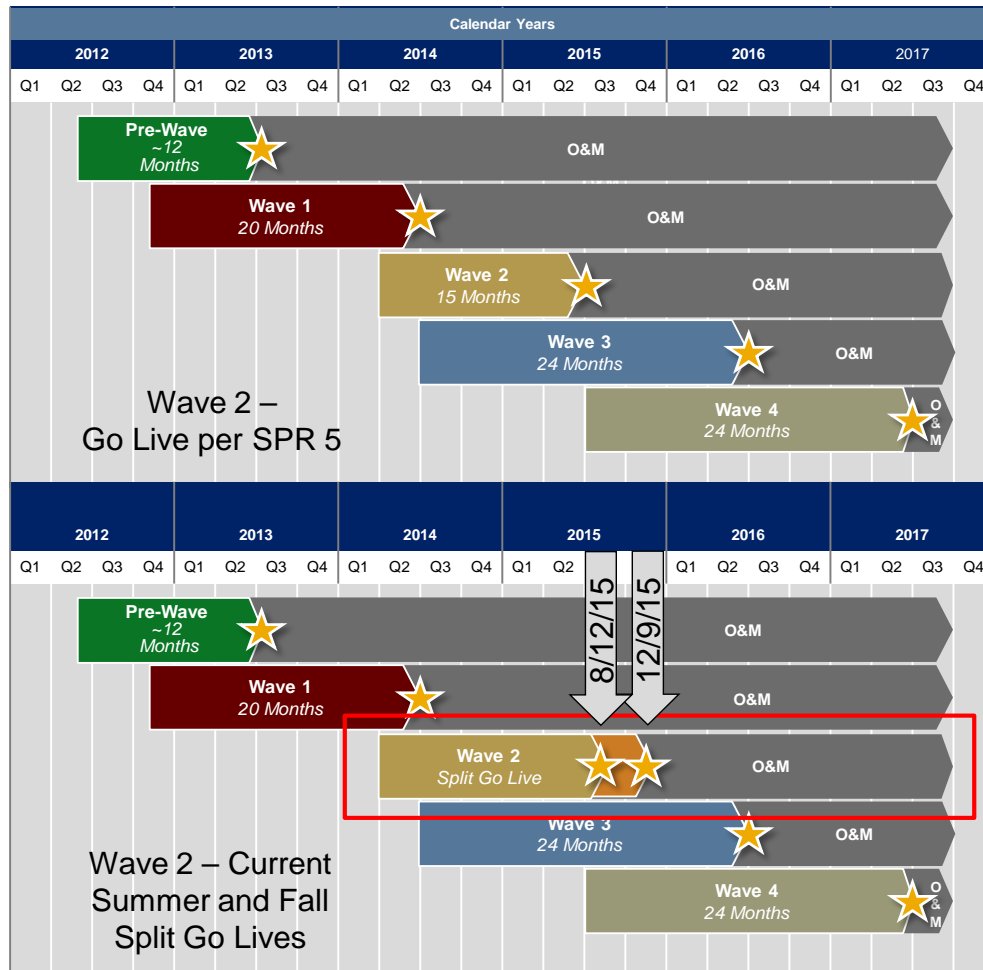 Calendar Years
2012 2013 2014 2015 2016 2017
Q1 Q2 Q3 Q4 Q1 Q2 Q3 Q4 Q1 Q2 Q3 Q4 Q1 Q2 Q3 Q4 Q1 Q2 Q3 Q4 Q1 Q2 Q3 Q4
Pre-Wave
~12
Months
O&M
Wave 1
20 Months
O&M
Wave 2
15 Months
O&M
Wave 3
24 Months
O&M
Wave 4
24 Months
O
&
M
Wave 2 –
Go Live per SPR 5
2012 2013 2014 2015 2016 2017
Q1 Q2 Q3 Q4 Q1 Q2 Q3 Q4 Q1 Q2 Q3 Q4 Q1 Q2 Q3 Q4 Q1 Q2 Q3 Q4 Q1 Q2 Q3 Q4
8/12/15
12/9/15
Pre-Wave
~12
Months
O&M
Wave 1
20 Months
O&M
Wave 2
Split Go Live
O&M
Wave 3
24 Months
O&M
Wave 4
24 Months
O
&
M
Wave 2 – Current
Summer and Fall
Split Go Lives